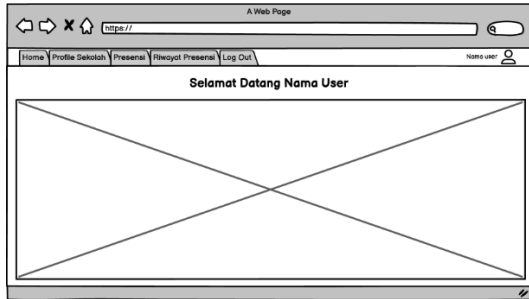 A Web Page
https://
Home Profile Sekolah Presensi Riwayat Presensi Log Out
Nama user
Selamat Datang Nama User